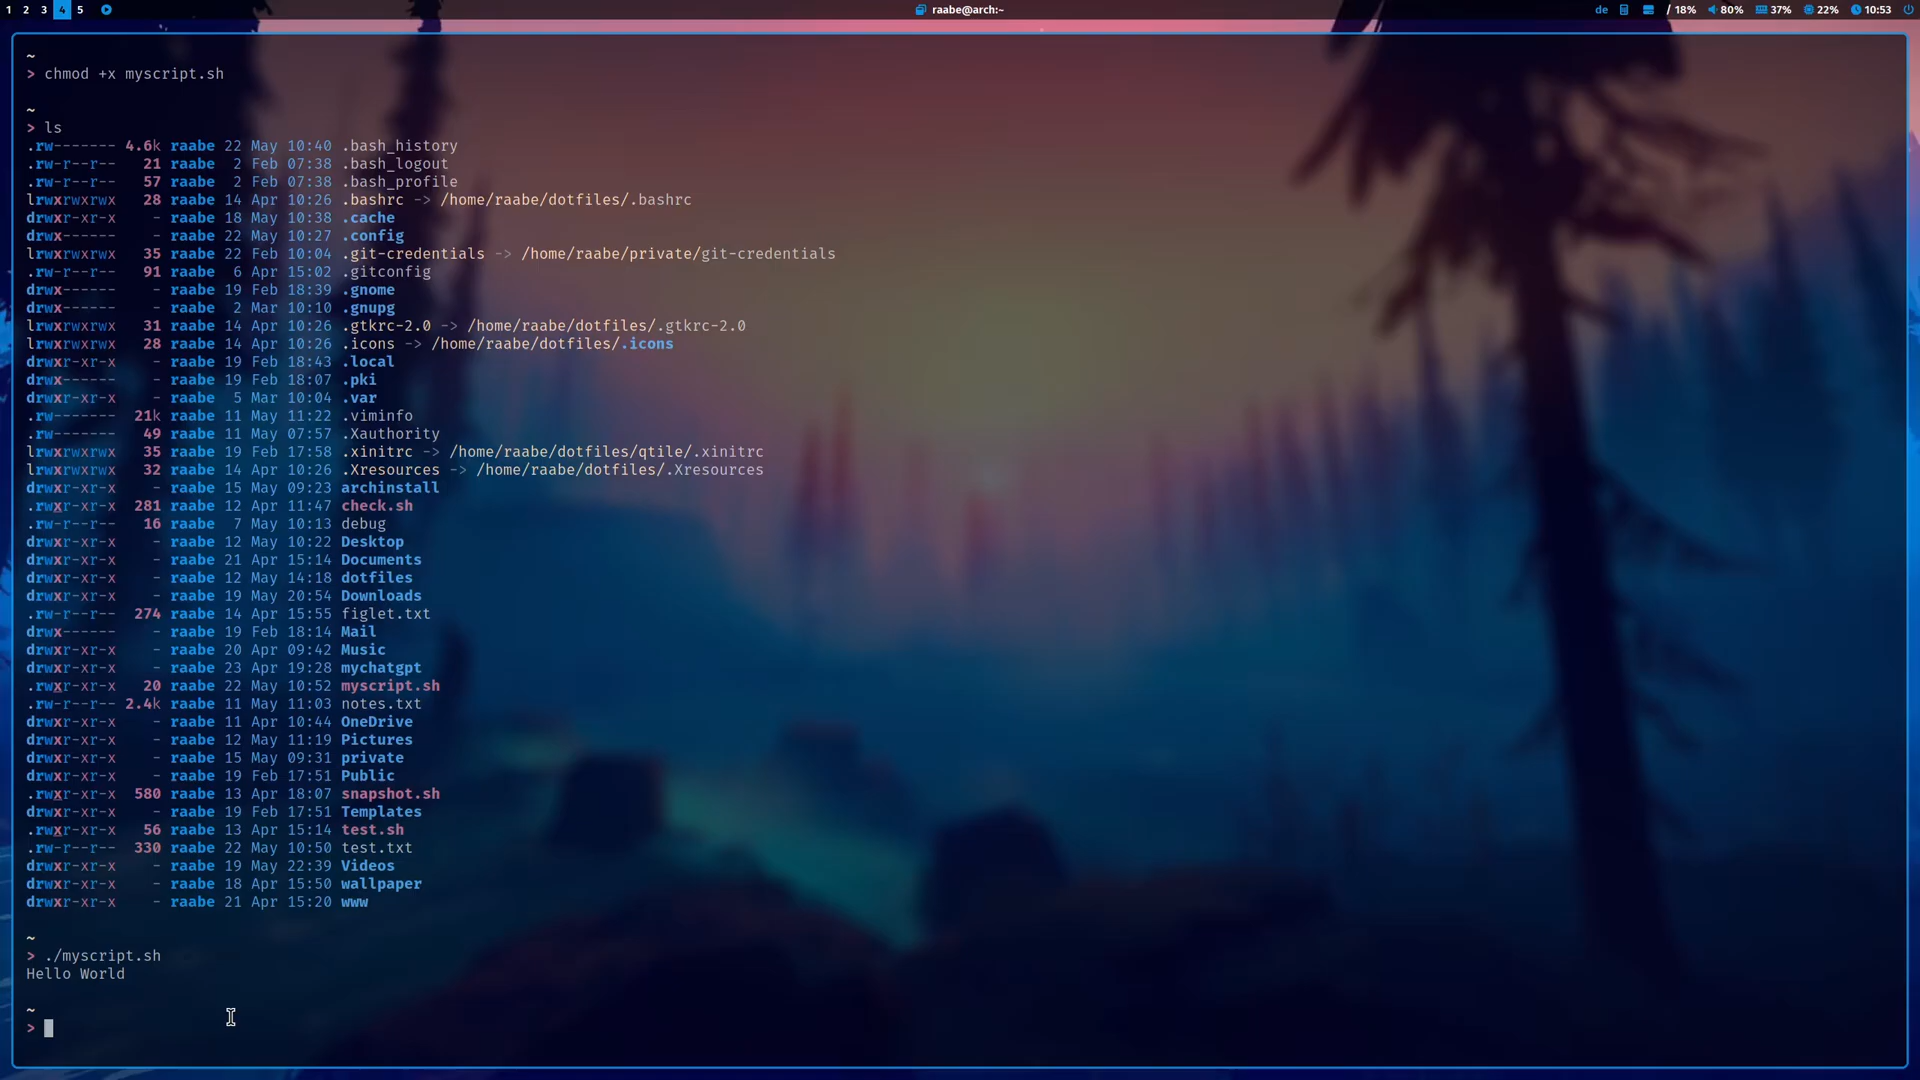 1 2 3 4 5 raabe@arch:~ de / 18% 80% 37% 22% 10:53
~
> chmod +x myscript.sh
~
> ls
.rw------- 4.6k raabe 22 May 10:40 .bash_history
.rw-r--r-- 21 raabe 2 Feb 07:38 .bash_logout
.rw-r--r-- 57 raabe 2 Feb 07:38 .bash_profile
lrwxrwxrwx 28 raabe 14 Apr 10:26 .bashrc -> /home/raabe/dotfiles/.bashrc
drwxr-xr-x - raabe 18 May 10:38 .cache
drwx------ - raabe 22 May 10:27 .config
lrwxrwxrwx 35 raabe 22 Feb 10:04 .git-credentials -> /home/raabe/private/git-credentials
.rw-r--r-- 91 raabe 6 Apr 15:02 .gitconfig
drwx------ - raabe 19 Feb 18:39 .gnome
drwx------ - raabe 2 Mar 10:10 .gnupg
lrwxrwxrwx 31 raabe 14 Apr 10:26 .gtkrc-2.0 -> /home/raabe/dotfiles/.gtkrc-2.0
lrwxrwxrwx 28 raabe 14 Apr 10:26 .icons -> /home/raabe/dotfiles/.icons
drwxr-xr-x - raabe 19 Feb 18:43 .local
drwx------ - raabe 19 Feb 18:07 .pki
drwxr-xr-x - raabe 5 Mar 10:04 .var
.rw------- 21k raabe 11 May 11:22 .viminfo
.rw------- 49 raabe 11 May 07:57 .Xauthority
lrwxrwxrwx 35 raabe 19 Feb 17:58 .xinitrc -> /home/raabe/dotfiles/qtile/.xinitrc
lrwxrwxrwx 32 raabe 14 Apr 10:26 .Xresources -> /home/raabe/dotfiles/.Xresources
drwxr-xr-x - raabe 15 May 09:23 archinstall
.rwxr-xr-x 281 raabe 12 Apr 11:47 check.sh
.rw-r--r-- 16 raabe 7 May 10:13 debug
drwxr-xr-x - raabe 12 May 10:22 Desktop
drwxr-xr-x - raabe 21 Apr 15:14 Documents
drwxr-xr-x - raabe 12 May 14:18 dotfiles
drwxr-xr-x - raabe 19 May 20:54 Downloads
.rw-r--r-- 274 raabe 14 Apr 15:55 figlet.txt
drwx------ - raabe 19 Feb 18:14 Mail
drwxr-xr-x - raabe 20 Apr 09:42 Music
drwxr-xr-x - raabe 23 Apr 19:28 mychatgpt
.rwxr-xr-x 20 raabe 22 May 10:52 myscript.sh
.rw-r--r-- 2.4k raabe 11 May 11:03 notes.txt
drwxr-xr-x - raabe 11 Apr 10:44 OneDrive
drwxr-xr-x - raabe 12 May 11:19 Pictures
drwxr-xr-x - raabe 15 May 09:31 private
drwxr-xr-x - raabe 19 Feb 17:51 Public
.rwxr-xr-x 580 raabe 13 Apr 18:07 snapshot.sh
drwxr-xr-x - raabe 19 Feb 17:51 Templates
.rwxr-xr-x 56 raabe 13 Apr 15:14 test.sh
.rw-r--r-- 330 raabe 22 May 10:50 test.txt
drwxr-xr-x - raabe 19 May 22:39 Videos
drwxr-xr-x - raabe 18 Apr 15:50 wallpaper
drwxr-xr-x - raabe 21 Apr 15:20 www
~
> ./myscript.sh
Hello World
~
>